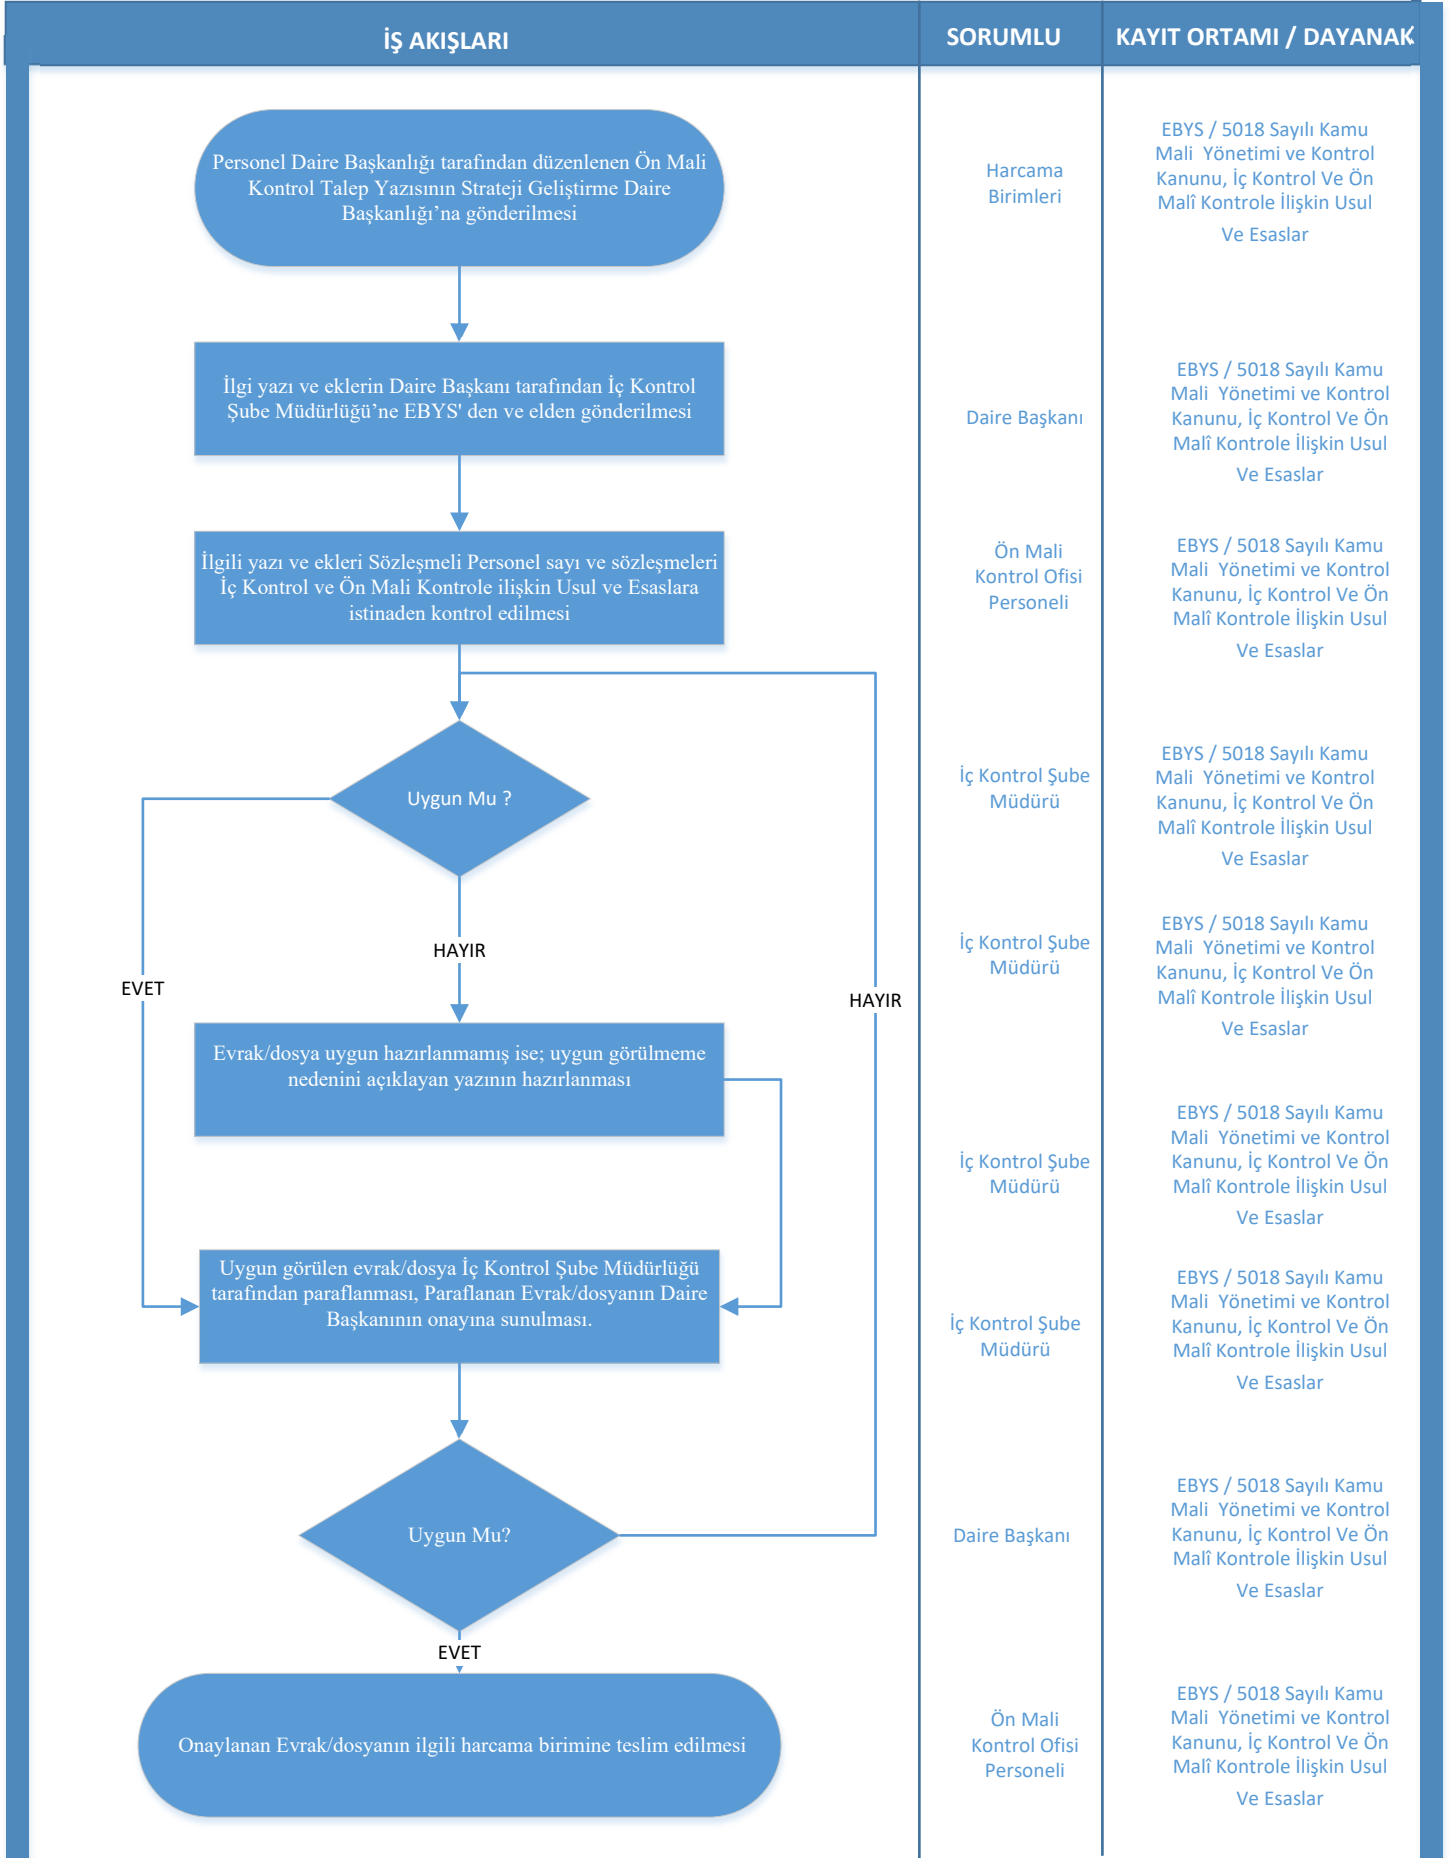 İŞ AKIŞLARI
SORUMLU
KAYIT ORTAMI / DAYANAK
Personel Daire Başkanlığı tarafından düzenlenen Ön Mali
Kontrol Talep Yazısının Strateji Geliştirme Daire
Başkanlığı’na gönderilmesi
Harcama
Birimleri
EBYS / 5018 Sayılı Kamu
Mali Yönetimi ve Kontrol
Kanunu, İç Kontrol Ve Ön
Malî Kontrole İlişkin Usul
Ve Esaslar
İlgi yazı ve eklerin Daire Başkanı tarafından İç Kontrol
Şube Müdürlüğü’ne EBYS' den ve elden gönderilmesi
Daire Başkanı
EBYS / 5018 Sayılı Kamu
Mali Yönetimi ve Kontrol
Kanunu, İç Kontrol Ve Ön
Malî Kontrole İlişkin Usul
Ve Esaslar
İlgili yazı ve ekleri Sözleşmeli Personel sayı ve sözleşmeleri
İç Kontrol ve Ön Mali Kontrole ilişkin Usul ve Esaslara
istinaden kontrol edilmesi
Ön Mali
Kontrol Ofisi
Personeli
EBYS / 5018 Sayılı Kamu
Mali Yönetimi ve Kontrol
Kanunu, İç Kontrol Ve Ön
Malî Kontrole İlişkin Usul
Ve Esaslar
Uygun Mu ?
İç Kontrol Şube
Müdürü
EBYS / 5018 Sayılı Kamu
Mali Yönetimi ve Kontrol
Kanunu, İç Kontrol Ve Ön
Malî Kontrole İlişkin Usul
Ve Esaslar
HAYIR
EVET
HAYIR
İç Kontrol Şube
Müdürü
EBYS / 5018 Sayılı Kamu
Mali Yönetimi ve Kontrol
Kanunu, İç Kontrol Ve Ön
Malî Kontrole İlişkin Usul
Ve Esaslar
Evrak/dosya uygun hazırlanmamış ise; uygun görülmeme
nedenini açıklayan yazının hazırlanması
İç Kontrol Şube
Müdürü
EBYS / 5018 Sayılı Kamu
Mali Yönetimi ve Kontrol
Kanunu, İç Kontrol Ve Ön
Malî Kontrole İlişkin Usul
Ve Esaslar
Uygun görülen evrak/dosya İç Kontrol Şube Müdürlüğü
tarafından paraflanması, Paraflanan Evrak/dosyanın Daire
Başkanının onayına sunulması.
İç Kontrol Şube
Müdürü
EBYS / 5018 Sayılı Kamu
Mali Yönetimi ve Kontrol
Kanunu, İç Kontrol Ve Ön
Malî Kontrole İlişkin Usul
Ve Esaslar
Uygun Mu?
Daire Başkanı
EBYS / 5018 Sayılı Kamu
Mali Yönetimi ve Kontrol
Kanunu, İç Kontrol Ve Ön
Malî Kontrole İlişkin Usul
Ve Esaslar
EVET
Onaylanan Evrak/dosyanın ilgili harcama birimine teslim edilmesi
Ön Mali
Kontrol Ofisi
Personeli
EBYS / 5018 Sayılı Kamu
Mali Yönetimi ve Kontrol
Kanunu, İç Kontrol Ve Ön
Malî Kontrole İlişkin Usul
Ve Esaslar